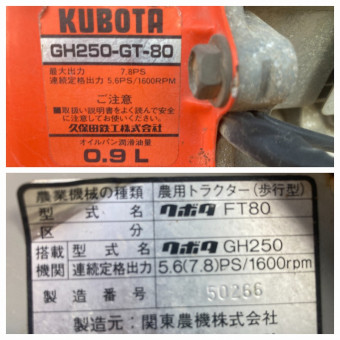 KUBOTA
GH250-GT-80
最大出力 7.8PS
連続定格出力 5.6PS/1600RPM
ご注意
■取扱い説明書をよく読んで安全
に注意してお使いください。
久保田鉄工株式会社
オイルパン潤滑油量
0.9L
農業機械の種類 農用トラクター(歩行型)
型式名 クボタ FT80
区分
搭載 型式名 クボタ GH250
機関 連続定格出力 5.6(7.8)PS/1600rpm
製造番号 50266
製造元:関東農機株式会社